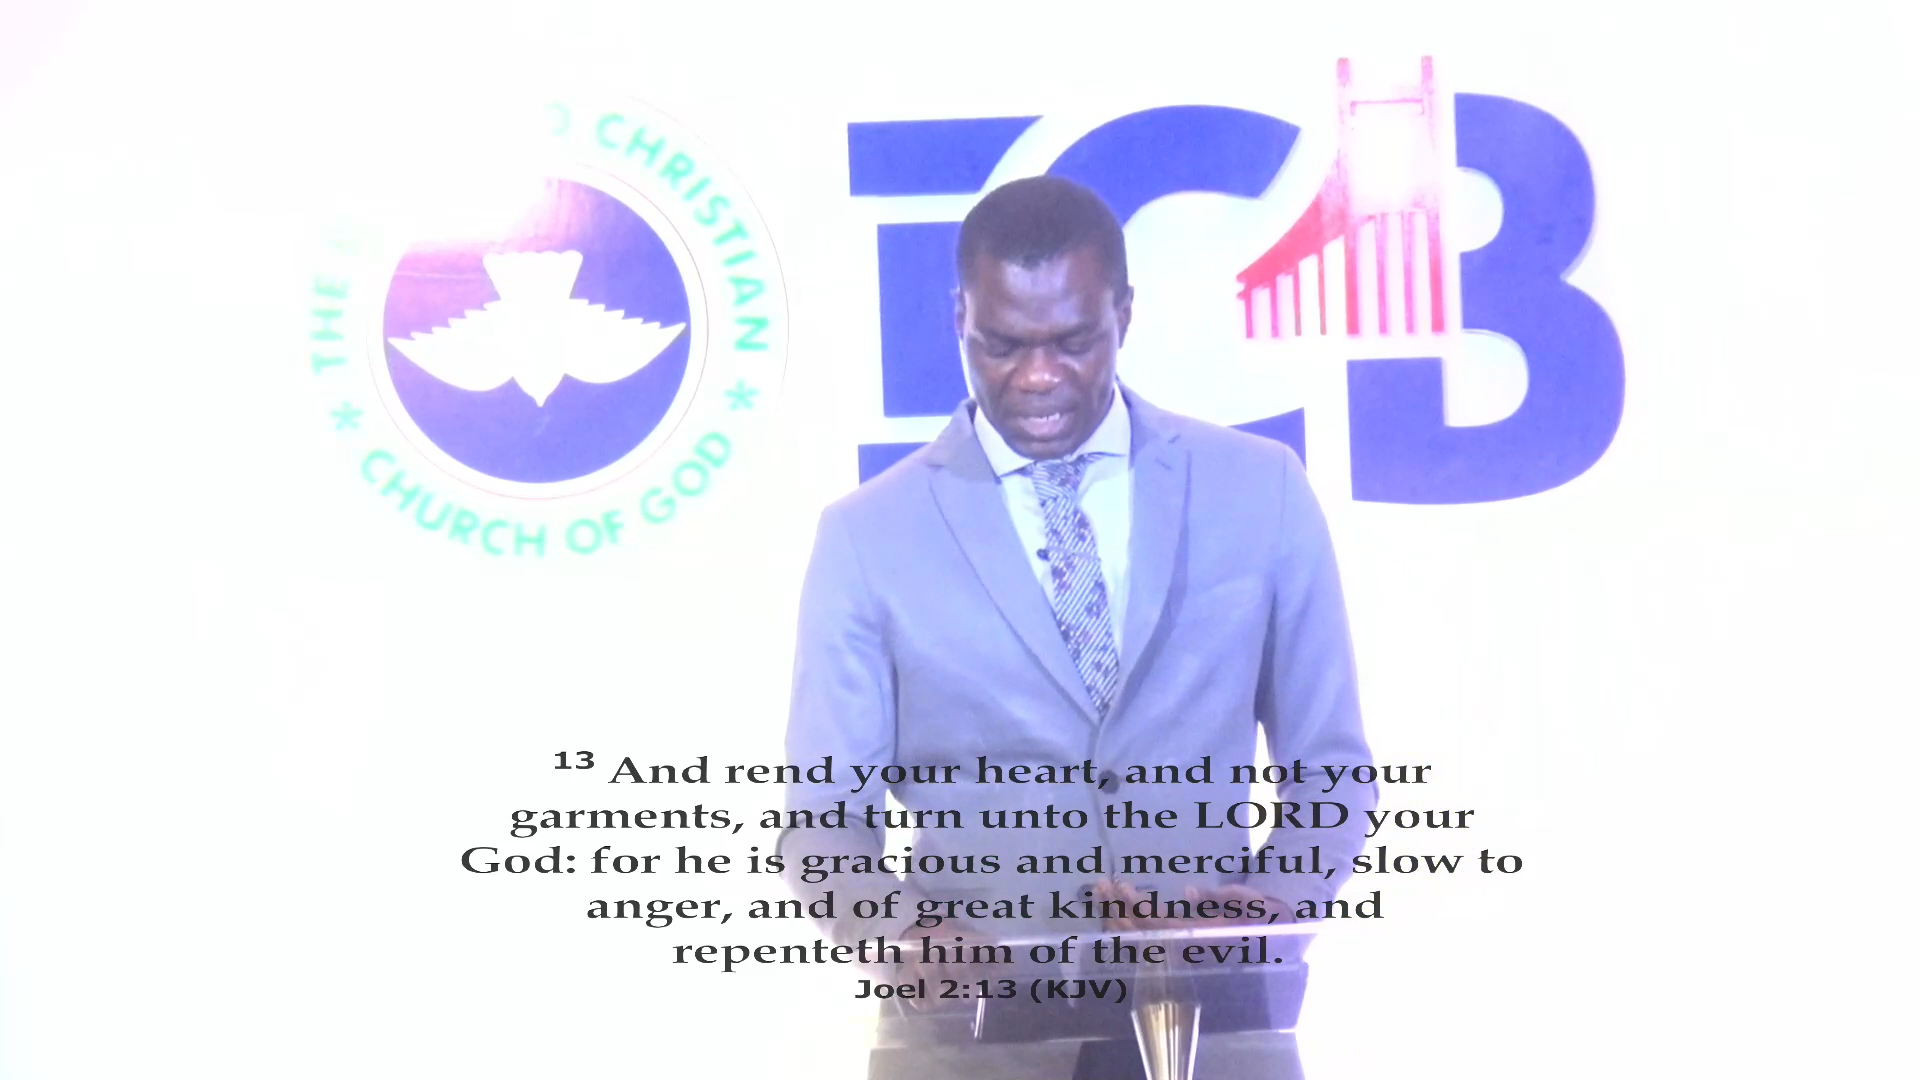 THE
CHRISTIAN
* CHURCH OF GOD *
B
13 And rend your heart, and not your
garments, and turn unto the LORD your
God: for he is gracious and merciful, slow to
anger, and of great kindness, and
repenteth him of the evil.
Joel 2:13 (KJV)